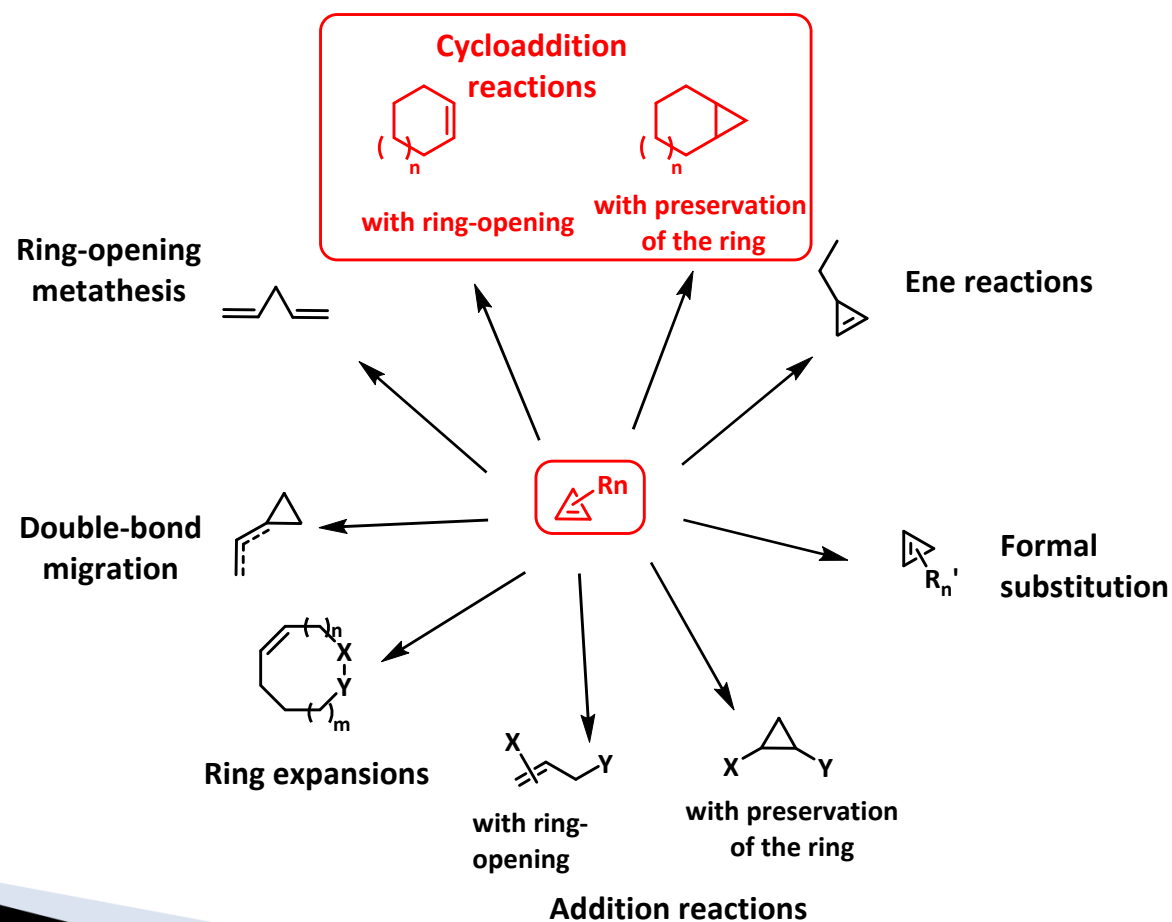 Cycloaddition
reactions
( )
n
( )
n
with ring-opening
with preservation
of the ring
Ring-opening
metathesis
Ene reactions
Rn
Double-bond
migration
Formal
substitution
Rn'
( )n
X
Y
( )m
Ring expansions
X
Y
with ring-
opening
X
Y
with preservation
of the ring
Addition reactions